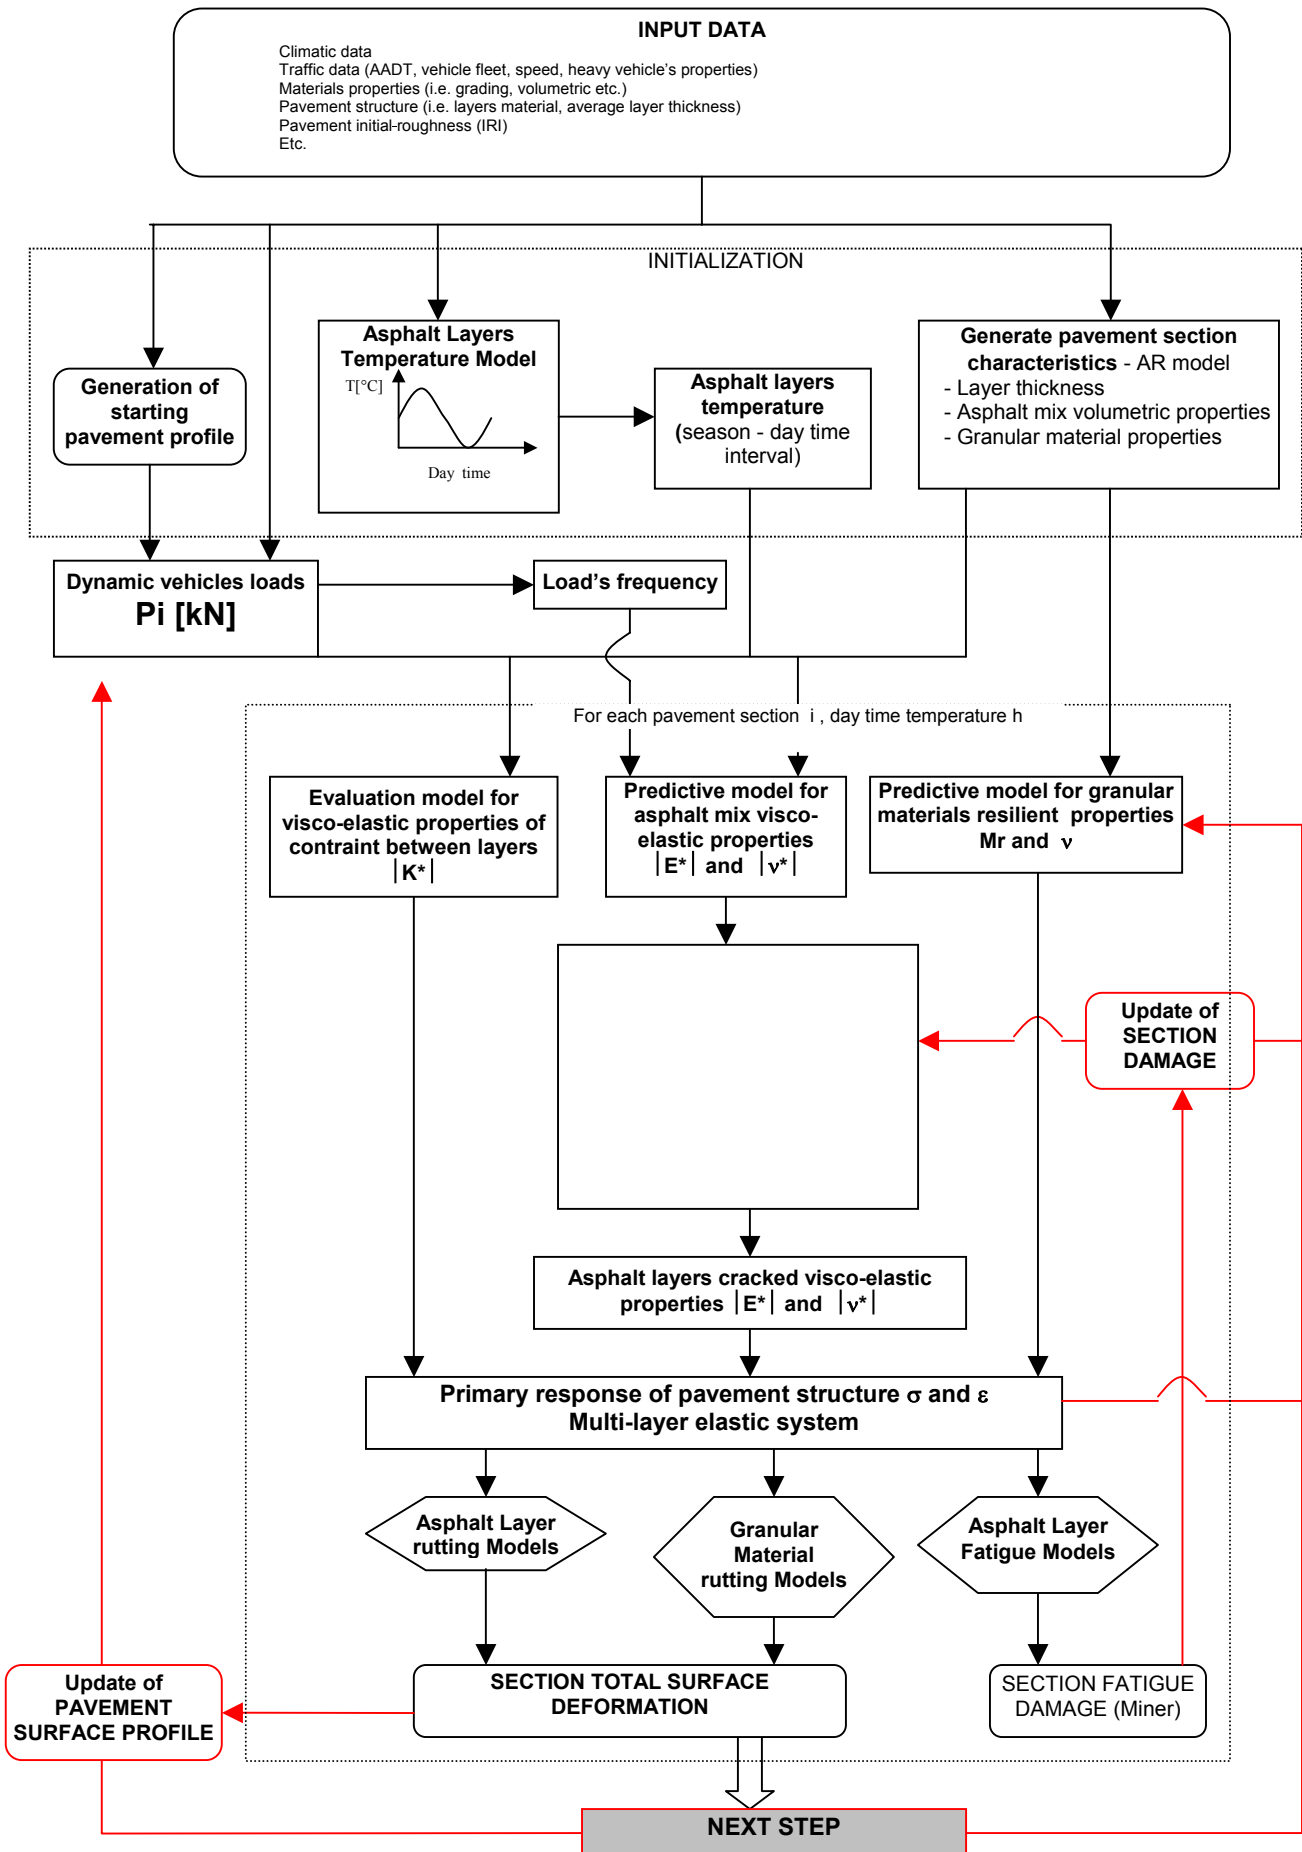 INPUT DATA
Climatic data
Traffic data (AADT, vehicle fleet, speed, heavy vehicle's properties)
Materials properties (i.e. grading, volumetric etc.)
Pavement structure (i.e. layers material, average layer thickness)
Pavement initial-roughness (IRI)
Etc.
INITIALIZATION
Generation of
starting
pavement profile
Asphalt Layers
Temperature Model
T[°C]
Day time
Asphalt layers
temperature
(season - day time
interval)
Generate pavement section
characteristics - AR model
- Layer thickness
- Asphalt mix volumetric properties
- Granular material properties
Dynamic vehicles loads
Pi [kN]
Load's frequency
For each pavement section i , day time temperature h
Evaluation model for
visco-elastic properties of
contraint between layers
|K*|
Predictive model for
asphalt mix visco-
elastic properties
|E*| and |ν*|
Predictive model for granular
materials resilient properties
Mr and ν
Update of
SECTION
DAMAGE
Asphalt layers cracked visco-elastic
properties |E*| and |ν*|
Primary response of pavement structure σ and ε
Multi-layer elastic system
Asphalt Layer
rutting Models
Granular
Material
rutting Models
Asphalt Layer
Fatigue Models
Update of
PAVEMENT
SURFACE PROFILE
SECTION TOTAL SURFACE
DEFORMATION
SECTION FATIGUE
DAMAGE (Miner)
NEXT STEP